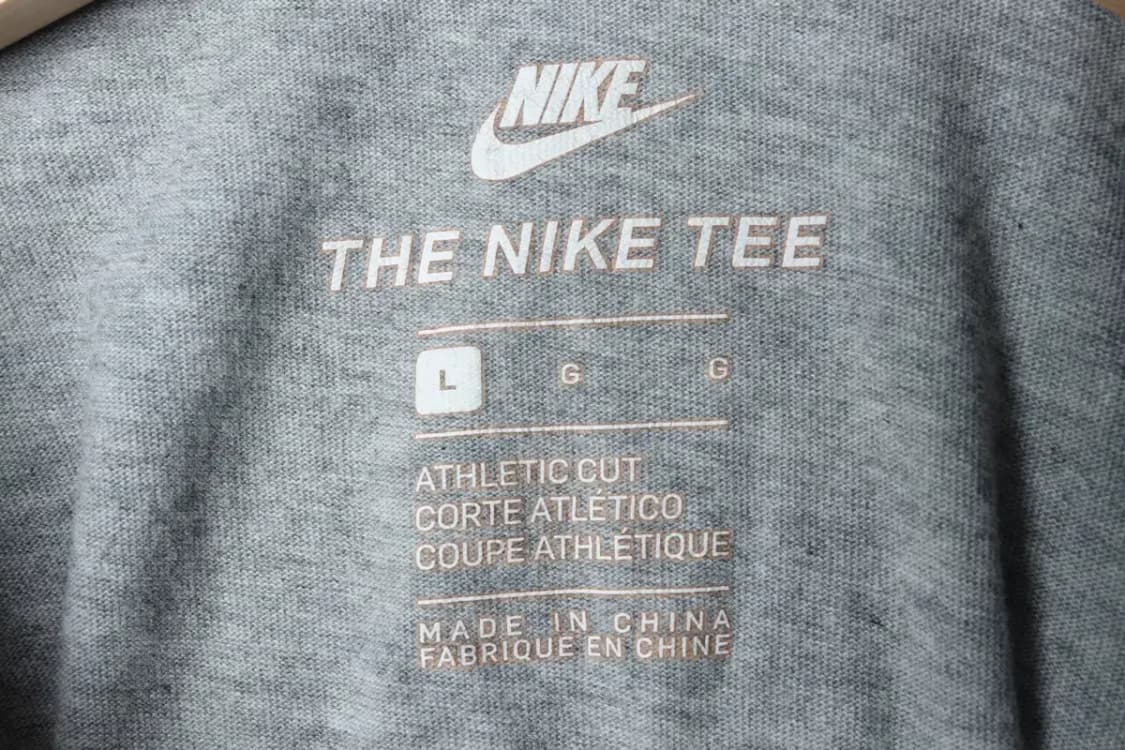 NIKE
THE NIKE TEE
L G G
ATHLETIC CUT
CORTE ATLÉTICO
COUPE ATHLÉTIQUE
MADE IN CHINA
FABRIQUE EN CHINE